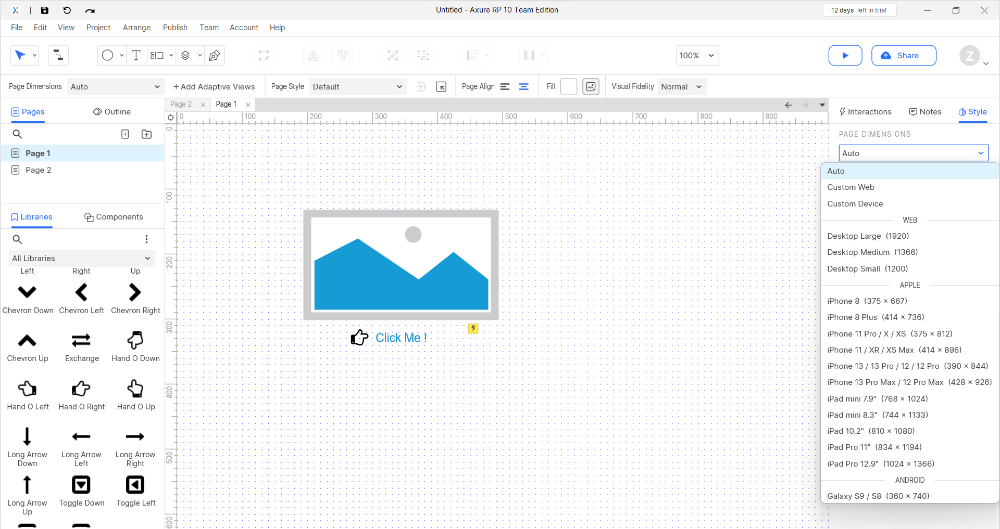 Untitled - Axure RP 10 Team Edition
12 days left in trial
File Edit View Project Arrange Publish Team Account Help
100%
Share
Z
Page Dimensions Auto + Add Adaptive Views Page Style Default Page Align Fill Visual Fidelity Normal
Pages Outline
Page 2 Page 1
Interactions Notes Style
0 100 200 300 400 500 600 700 800 900
0
100
200
300
400
500
600
Page 1
Page 2
Libraries Components
All Libraries
Left Right Up
Chevron Down Chevron Left Chevron Right
Chevron Up Exchange Hand O Down
Hand O Left Hand O Right Hand O Up
Long Arrow Down
Long Arrow Left
Long Arrow Right
Long Arrow Up
Toggle Down Toggle Left
Click Me !
PAGE DIMENSIONS
Auto
Auto
Custom Web
Custom Device
WEB
Desktop Large (1920)
Desktop Medium (1366)
Desktop Small (1200)
APPLE
iPhone 8 (375 × 667)
iPhone 8 Plus (414 × 736)
iPhone 11 Pro / X / XS (375 × 812)
iPhone 11 / XR / XS Max (414 × 896)
iPhone 13 / 13 Pro / 12 / 12 Pro (390 × 844)
iPhone 13 Pro Max / 12 Pro Max (428 × 926)
iPad mini 7.9" (768 × 1024)
iPad mini 8.3" (744 × 1133)
iPad 10.2" (810 × 1080)
iPad Pro 11" (834 × 1194)
iPad Pro 12.9" (1024 × 1366)
ANDROID
Galaxy S9 / S8 (360 × 740)